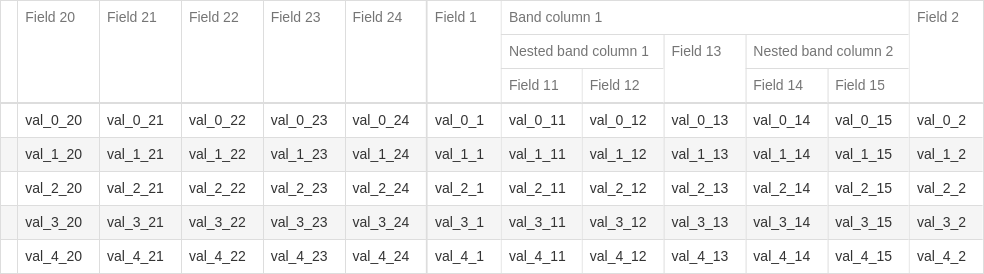 Field 20 Field 21 Field 22 Field 23 Field 24 Field 1 Band column 1 Field 2
Nested band column 1 Field 13 Nested band column 2
Field 11 Field 12 Field 14 Field 15
val_0_20 val_0_21 val_0_22 val_0_23 val_0_24 val_0_1 val_0_11 val_0_12 val_0_13 val_0_14 val_0_15 val_0_2
val_1_20 val_1_21 val_1_22 val_1_23 val_1_24 val_1_1 val_1_11 val_1_12 val_1_13 val_1_14 val_1_15 val_1_2
val_2_20 val_2_21 val_2_22 val_2_23 val_2_24 val_2_1 val_2_11 val_2_12 val_2_13 val_2_14 val_2_15 val_2_2
val_3_20 val_3_21 val_3_22 val_3_23 val_3_24 val_3_1 val_3_11 val_3_12 val_3_13 val_3_14 val_3_15 val_3_2
val_4_20 val_4_21 val_4_22 val_4_23 val_4_24 val_4_1 val_4_11 val_4_12 val_4_13 val_4_14 val_4_15 val_4_2